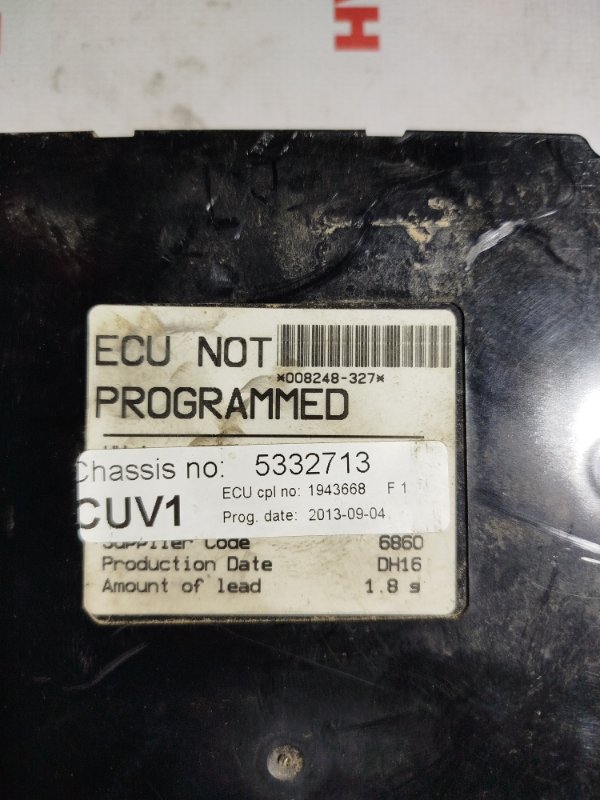 ECU NOT
*008248-327*
PROGRAMMED
Chassis no: 5332713
ECU cpl no: 1943668 F 1
CUV1
Prog. date: 2013-09-04
Supplier Code 6860
Production Date DH16
Amount of lead 1.8 g